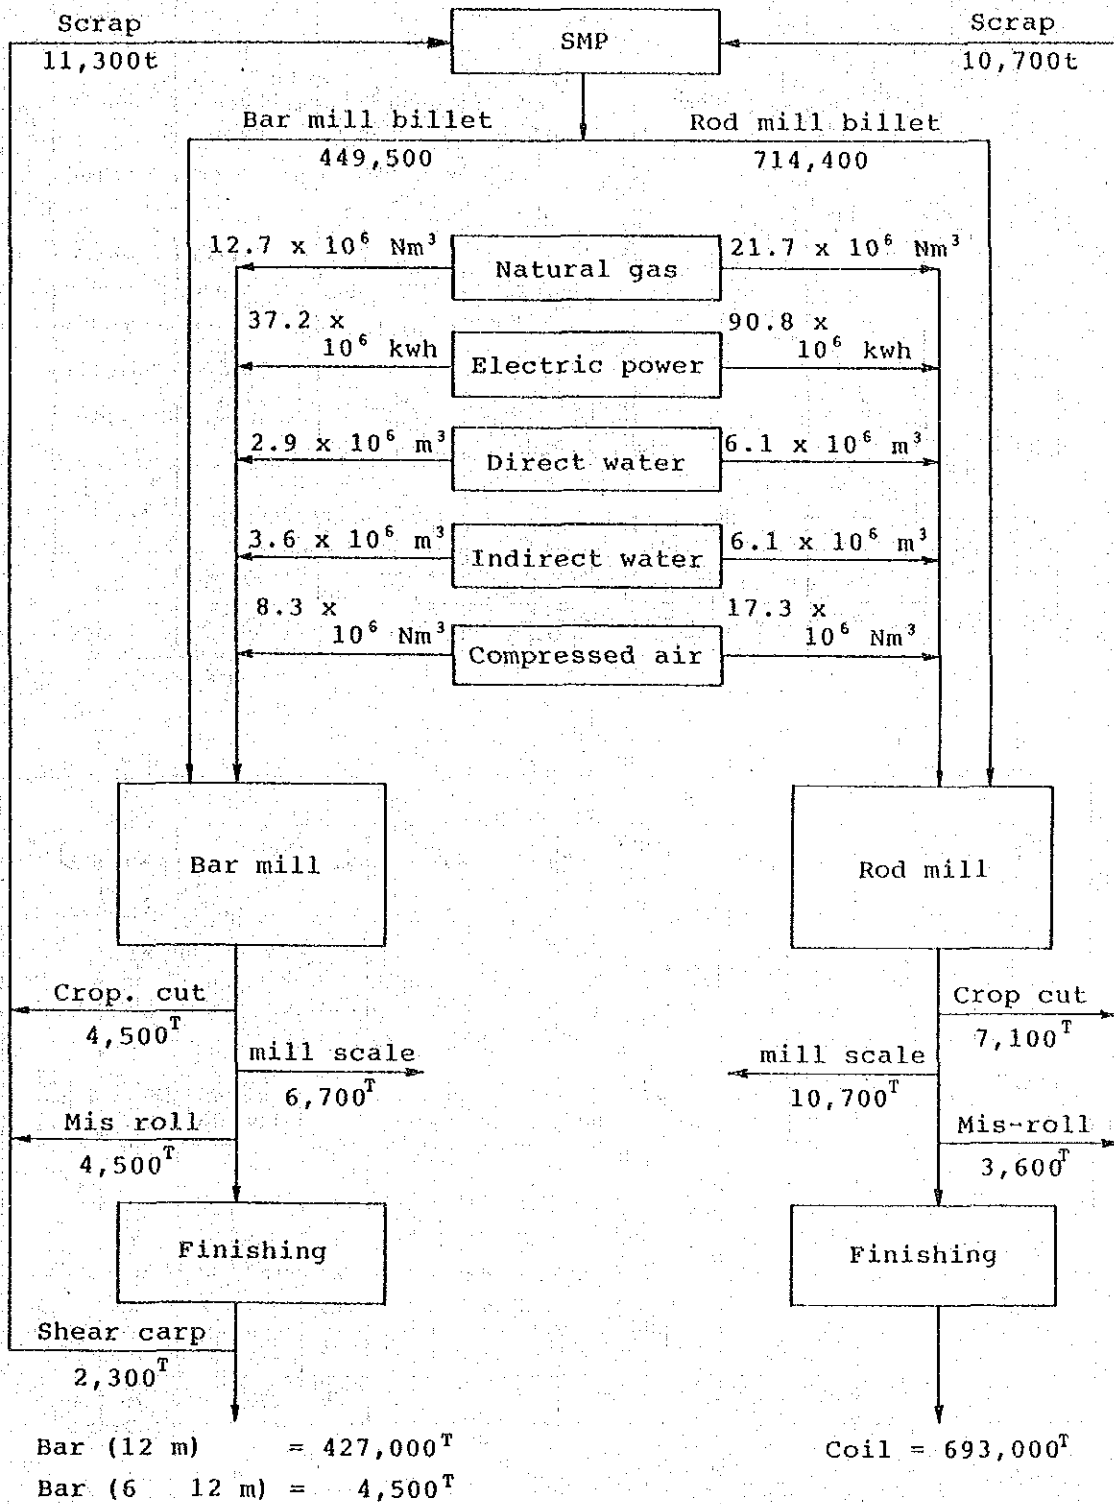 Scrap
11,300t
SMP
Scrap
10,700t
Bar mill billet
449,500
Rod mill billet
714,400
12.7 x 10⁶ Nm³
Natural gas
21.7 x 10⁶ Nm³
37.2 x
10⁶ kwh
Electric power
90.8 x
10⁶ kwh
2.9 x 10⁶ m³
Direct water
6.1 x 10⁶ m³
3.6 x 10⁶ m³
Indirect water
6.1 x 10⁶ m³
8.3 x
10⁶ Nm³
Compressed air
17.3 x
10⁶ Nm³
Bar mill
Rod mill
Crop. cut
4,500ᵀ
Crop cut
7,100ᵀ
mill scale
6,700ᵀ
mill scale
10,700ᵀ
Mis roll
4,500ᵀ
Mis-roll
3,600ᵀ
Finishing
Finishing
Shear carp
2,300ᵀ
Bar (12 m) = 427,000ᵀ
Bar (6 12 m) = 4,500ᵀ
Coil = 693,000ᵀ